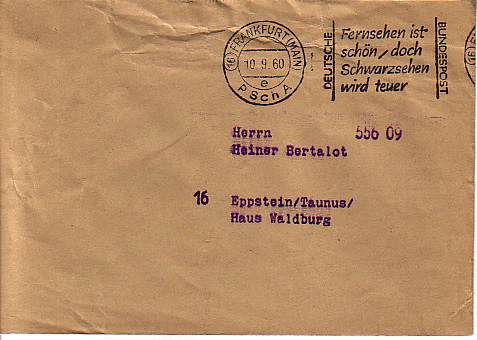 (16) FRANKFURT (MAIN)
10.9.60
e
PSchA
DEUTSCHE
Fernsehen ist
schön, doch
Schwarzsehen
wird teuer
BUNDESPOST
Herrn 556 09
Heiner Bertalot
16 Eppstein/Taunus/
Haus Waldburg